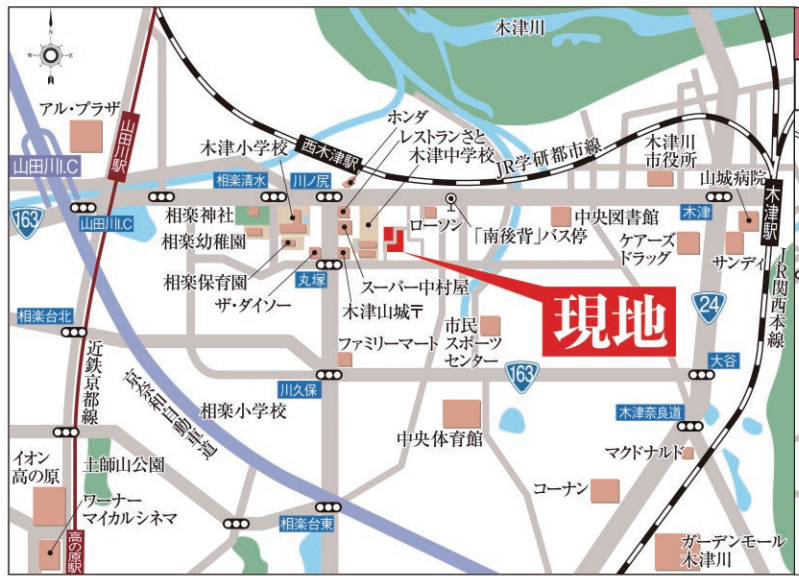 N
W
E
木津川
アル・プラザ
山田川駅
山田川I.C
163
山田川I.C
木津小学校
西木津駅
ホンダ
レストランさと
木津中学校
JR学研都市線
木津川
市役所
山城病院
木津駅
相楽清水
川ノ尻
相楽神社
相楽幼稚園
相楽保育園
ザ・ダイソー
丸塚
ローソン
「南後背」バス停
中央図書館
木津
ケアーズ
ドラッグ
サンディ
スーパー中村屋
木津山城〒
現地
24
JR関西本線
相楽台北
近鉄京都線
京奈和自動車道
ファミリーマート
市民
スポーツ
センター
163
大谷
川久保
相楽小学校
中央体育館
木津奈良道
マクドナルド
イオン
高の原
土師山公園
ワーナー
マイカルシネマ
高の原駅
相楽台東
コーナン
ガーデンモール
木津川